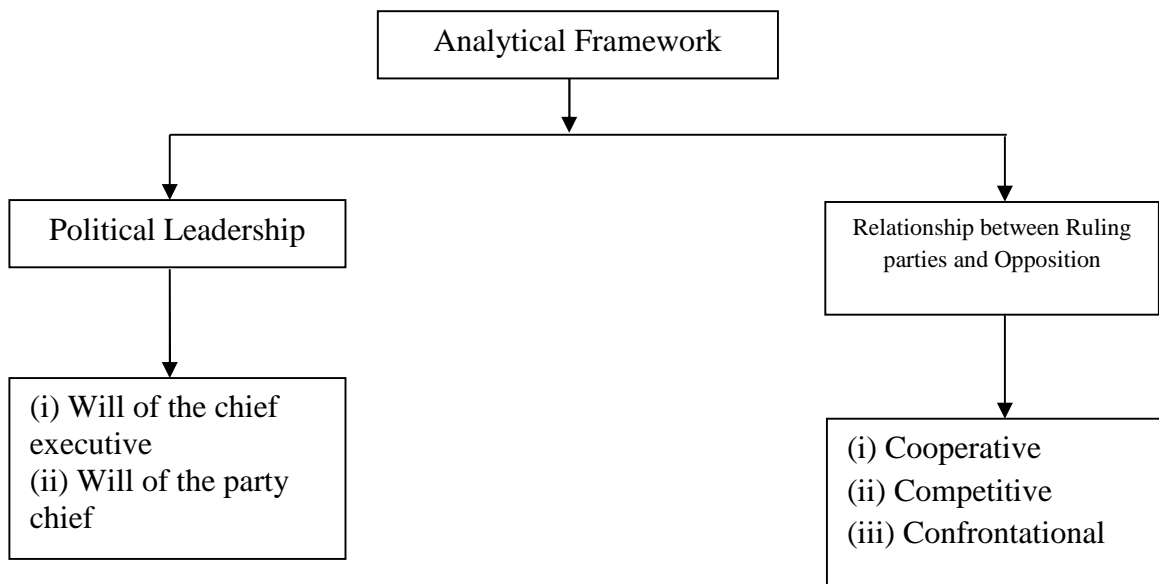 Analytical Framework
Political Leadership
Relationship between Ruling
parties and Opposition
(i) Will of the chief
executive
(ii) Will of the party
chief
(i) Cooperative
(ii) Competitive
(iii) Confrontational